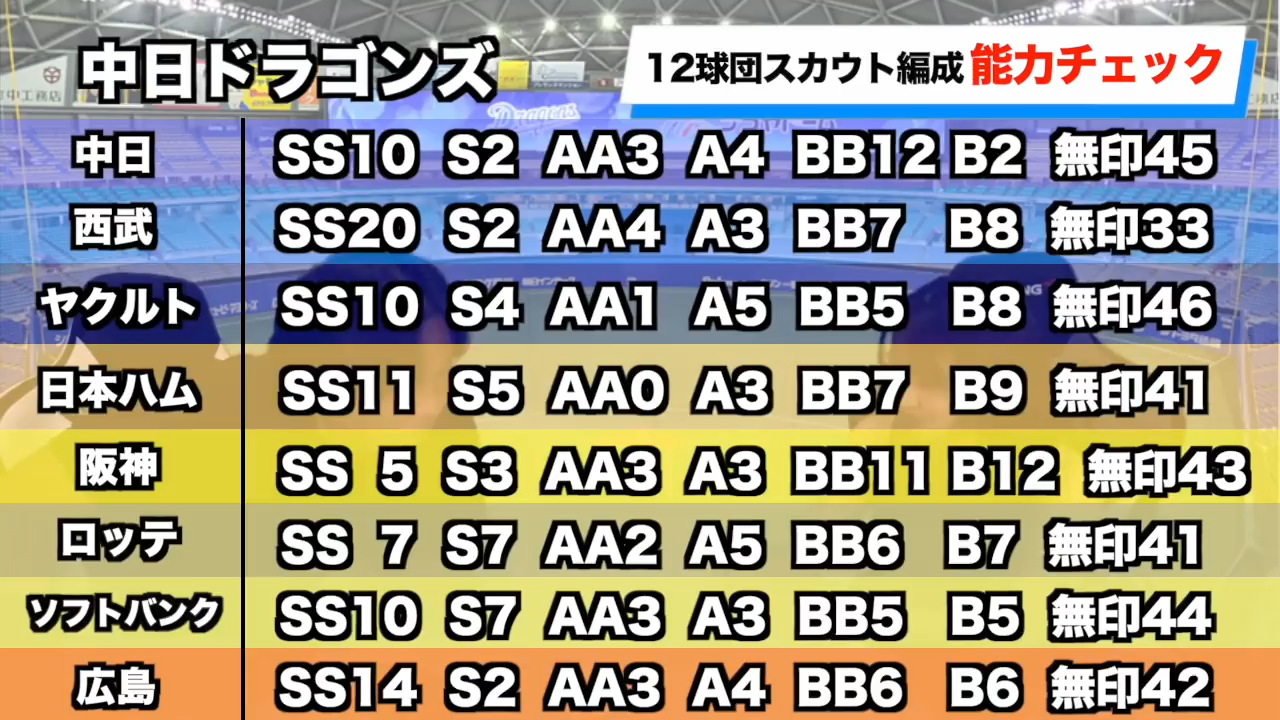 中日ドラゴンズ
12球団スカウト編成能力チェック
Dragons
中日 SS10 S2 AA3 A4 BB12 B2 無印45
西武 SS20 S2 AA4 A3 BB7 B8 無印33
ヤクルト SS10 S4 AA1 A5 BB5 B8 無印46
日本ハム SS11 S5 AA0 A3 BB7 B9 無印41
阪神 SS 5 S3 AA3 A3 BB11 B12 無印43
ロッテ SS 7 S7 AA2 A5 BB6 B7 無印41
ソフトバンク SS10 S7 AA3 A3 BB5 B5 無印44
広島 SS14 S2 AA3 A4 BB6 B6 無印42